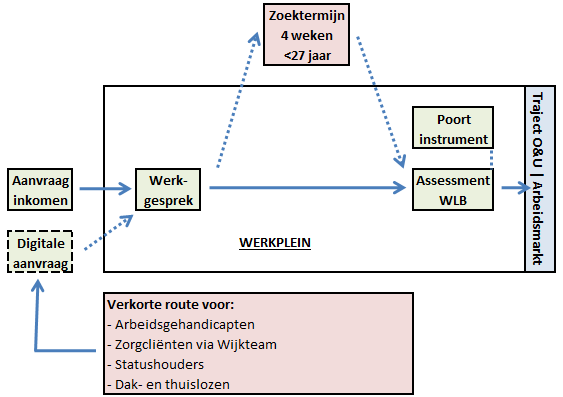 Zoektermijn
4 weken
<27 jaar
Traject O&U | Arbeidsmarkt
Poort
instrument
Aanvraag
inkomen
Werk-
gesprek
Assessment
WLB
Digitale
aanvraag
WERKPLEIN
Verkorte route voor:
- Arbeidsgehandicapten
- Zorgcliënten via Wijkteam
- Statushouders
- Dak- en thuislozen